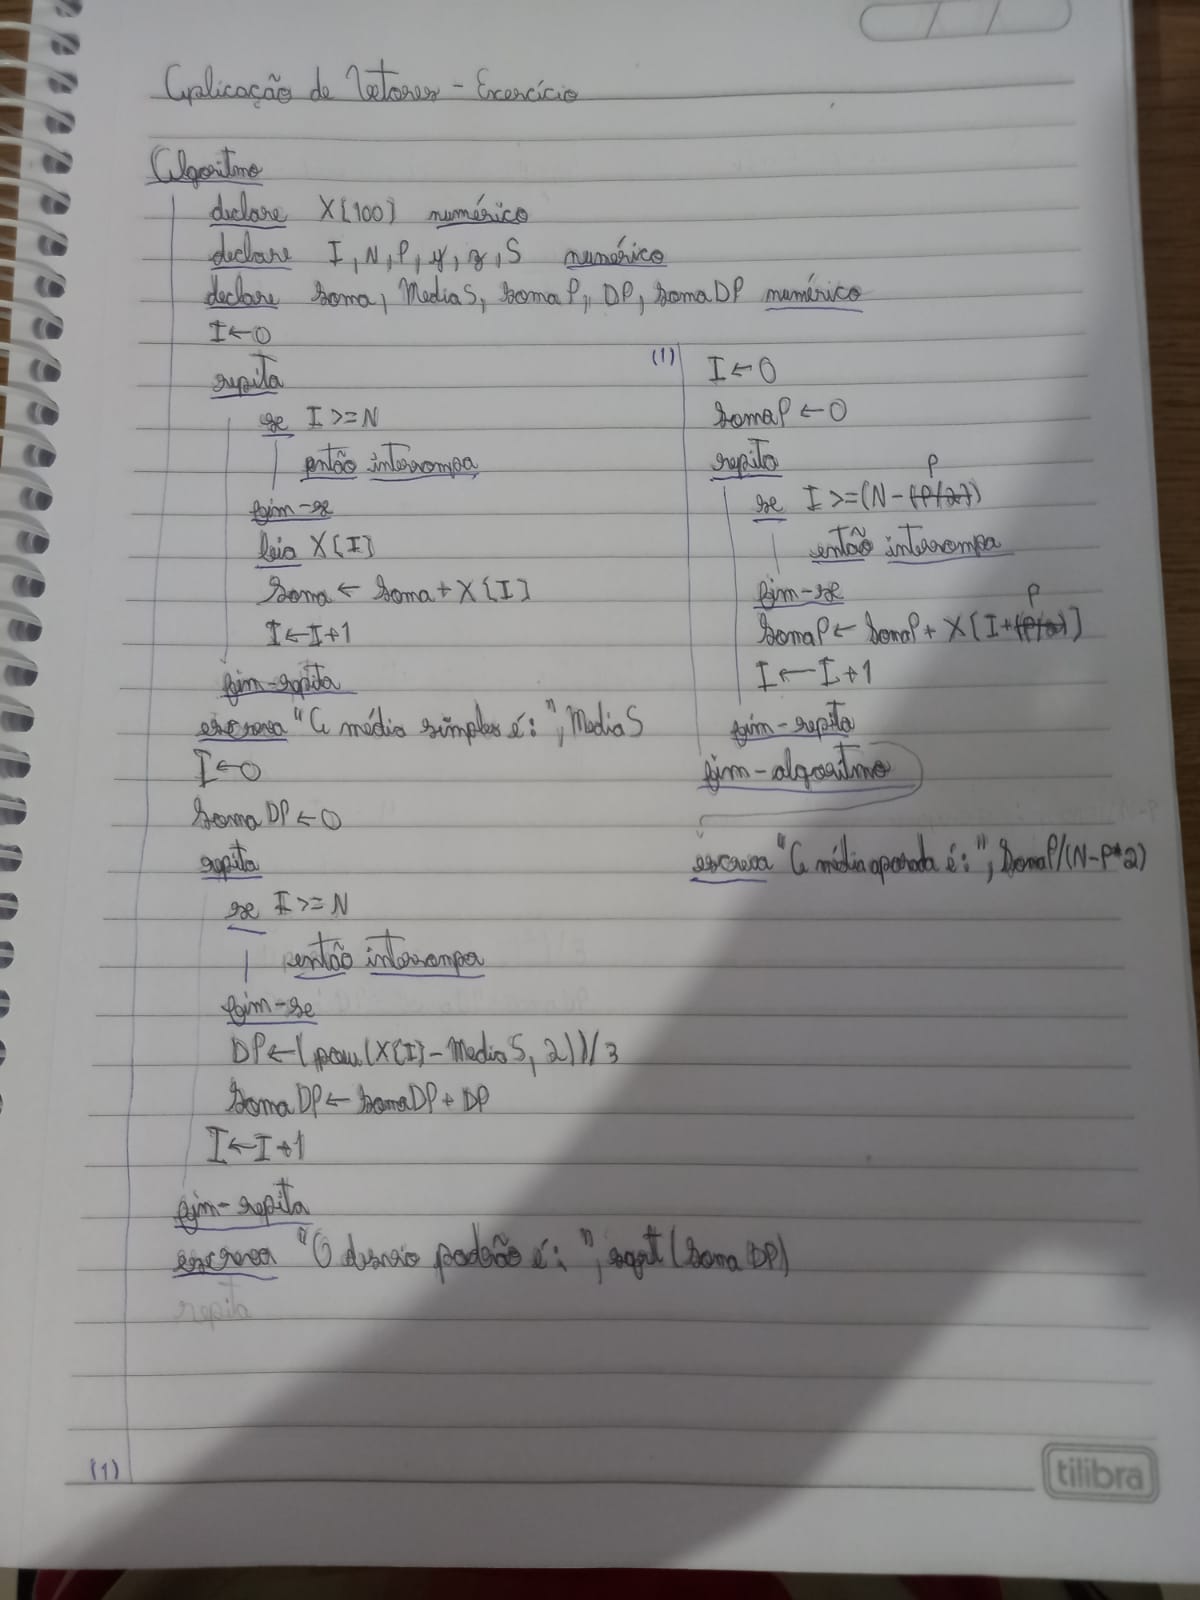 Aplicação de Vetores - Exercício
Algoritmo
declare X[100] numérico
declare I, N, P, y, z, S numérico
declare Soma, MediaS, SomaP, DP, SomaDP numérico
I ← 0
repita
se I >= N
então interrompa
fim-se
leia X[I]
Soma ← Soma + X[I]
I ← I+1
fim-repita
escreva "A média simples é: ", MediaS
I ← 0
SomaDP ← 0
repita
se I >= N
então interrompa
fim-se
DP ← (pow(X[I] - MediaS, 2))/3
SomaDP ← SomaDP + DP
I ← I+1
fim-repita
escreva "O desvio padrão é: ", sqrt(SomaDP)
repita
(1)
(1)
I ← 0
SomaP ← 0
repita
P
se I >= (N - (P/2))
então interrompa
fim-se
P
SomaP ← SomaP + X[I + (P/2)]
I ← I+1
fim-repita
fim-algoritmo
escreva "A média aparada é: ", SomaP/(N-P*2)
tilibra